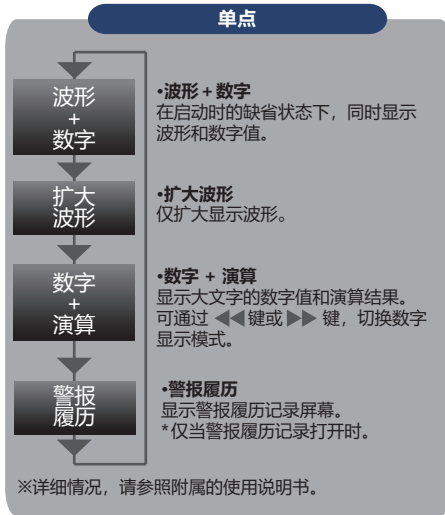 单点
波形
+
数字
•波形 + 数字
在启动时的缺省状态下，同时显示
波形和数字值。
扩大
波形
•扩大波形
仅扩大显示波形。
数字
+
演算
•数字 + 演算
显示大文字的数字值和演算结果。
可通过 ◀◀ 键或 ▶▶ 键，切换数字
显示模式。
警报
履历
•警报履历
显示警报履历记录屏幕。
*仅当警报履历记录打开时。
※详细情况，请参照附属的使用说明书。